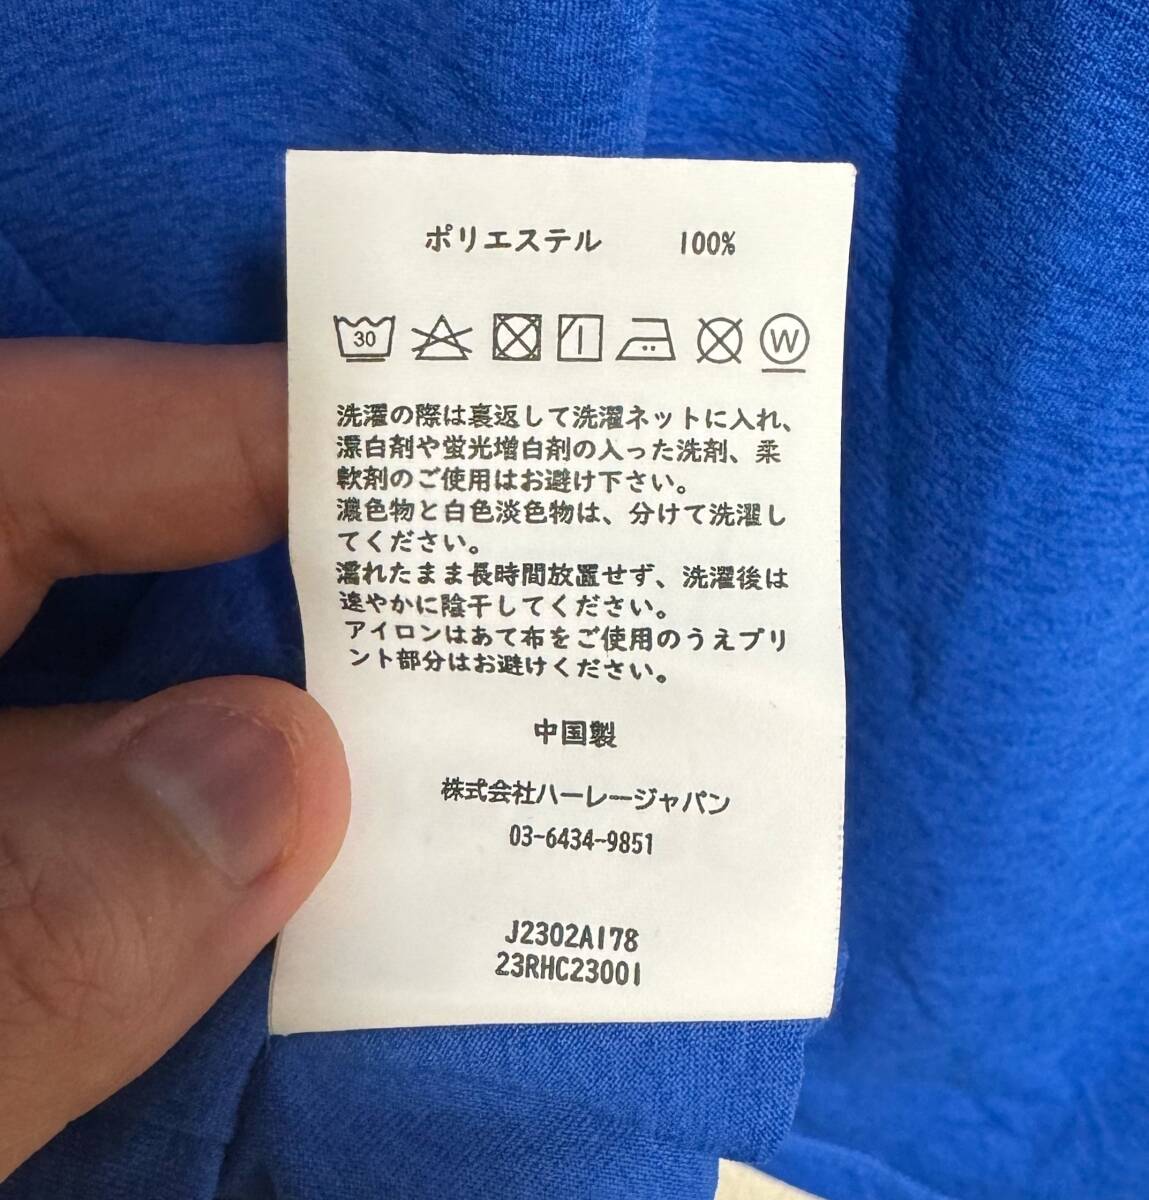 ポリエステル 100%
30 W
洗濯の際は裏返して洗濯ネットに入れ、
漂白剤や蛍光増白剤の入った洗剤、柔
軟剤のご使用はお避け下さい。
濃色物と白色淡色物は、分けて洗濯し
てください。
濡れたまま長時間放置せず、洗濯後は
速やかに陰干してください。
アイロンはあて布をご使用のうえプリ
ント部分はお避けください。
中国製
株式会社ハーレージャパン
03-6434-9851
J2302A178
23RHC23001